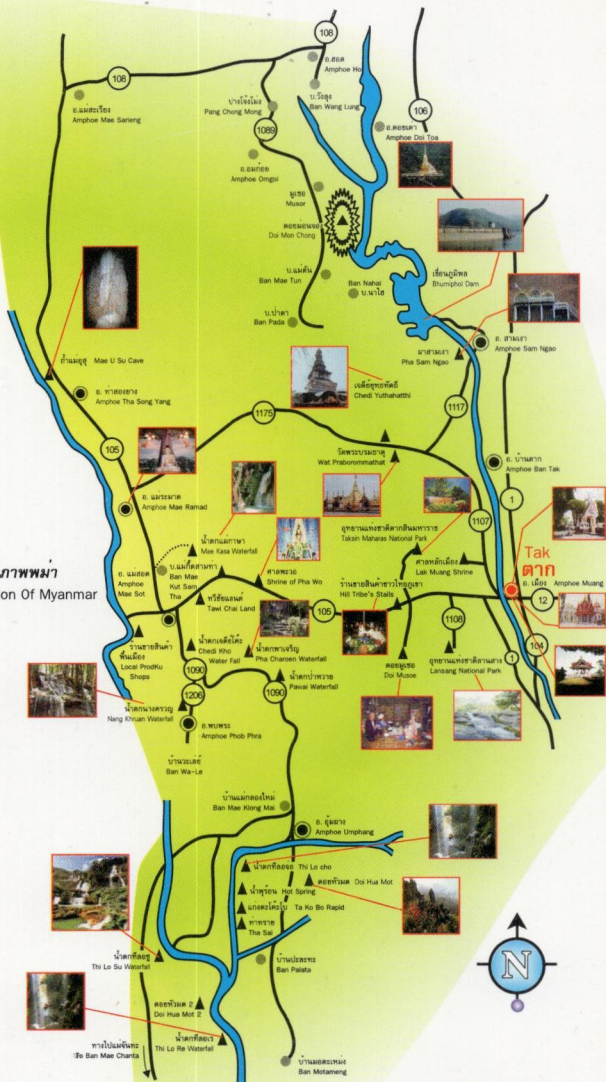 108
108
อ.ฮอด
Amphoe Ho
106
อ.แม่สะเรียง
Amphoe Mae Sarieng
ปางโจ้งโม่ง
Pang Chong Mong
บ.วังลุง
Ban Wang Lung
1089
อ.ดอยเต่า
Amphoe Doi Toa
อ.อมก๋อย
Amphoe Omgoi
มูเซอ
Musor
ดอยม่อนจอง
Doi Mon Chong
บ.แม่ตืน
Ban Mae Tun
Ban Nahai
บ.นาไฮ
เขื่อนภูมิพล
Bhumiphol Dam
บ.ป่าดา
Ban Pada
ผาสามเงา
Pha Sam Ngao
อ. สามเงา
Amphoe Sam Ngao
ถ้ำแม่อุสุ Mae U Su Cave
อ. ท่าสองยาง
Amphoe Tha Song Yang
เจดีย์ยุทธหัตถี
Chedi Yuthahatthi
1175
1117
105
วัดพระบรมธาตุ
Wat Praborommathat
อ. บ้านตาก
Amphoe Ban Tak
อ. แม่ระมาด
Amphoe Mae Ramad
1
น้ำตกแม่กาษา
Mae Kasa Waterfall
อุทยานแห่งชาติตากสินมหาราช
Taksin Maharas National Park
1107
ภาพพม่า
on Of Myanmar
อ. แม่สอด
Amphoe
Mae Sot
บ.แม่กึ๊ดสามท่า
Ban Mae
Kut Sam
Tha
ศาลพะวอ
Shrine of Pha Wo
ศาลหลักเมือง
Lak Muang Shrine
Tak
ตาก
อ. เมือง Amphoe Muang
ร้านขายสินค้าชาวไทยภูเขา
Hill Tribe's Stalls
ทวีชัยแลนด์
Tawi Chai Land
105
12
1108
ร้านขายสินค้า
พื้นเมือง
Local ProdKu
Shops
น้ำตกเจดีย์โค๊ะ
Chedi Kho
Water Fall
น้ำตกพาเจริญ
Pha Charoen Waterfall
104
ดอยมูเซอ
Doi Musoe
อุทยานแห่งชาติลานสาง
Lansang National Park
1
1090
1206
1090
น้ำตกป่าหวาย
Pawai Waterfall
น้ำตกนางครวญ
Nang Khruan Waterfall
อ.พบพระ
Amphoe Phob Phra
บ้านวะเล่ย์
Ban Wa-Le
บ้านแม่กลองใหม่
Ban Mae Klong Mai
อ. อุ้มผาง
Amphoe Umphang
น้ำตกทีลอจอ Thi Lo cho
น้ำพุร้อน Hot Spring
ดอยหัวมด Doi Hua Mot
แก่งตะโค๊ะโบ Ta Ko Bo Rapid
ท่าทราย
Tha Sai
น้ำตกทีลอซู
Thi Lo Su Waterfall
บ้านปะละทะ
Ban Palata
N
ดอยหัวมด 2
Doi Hua Mot 2
น้ำตกทีลอเร
Thi Lo Re Waterfall
ทางไปแม่จันทะ
To Ban Mae Chanta
บ้านมอตะเหม่ง
Ban Motameng